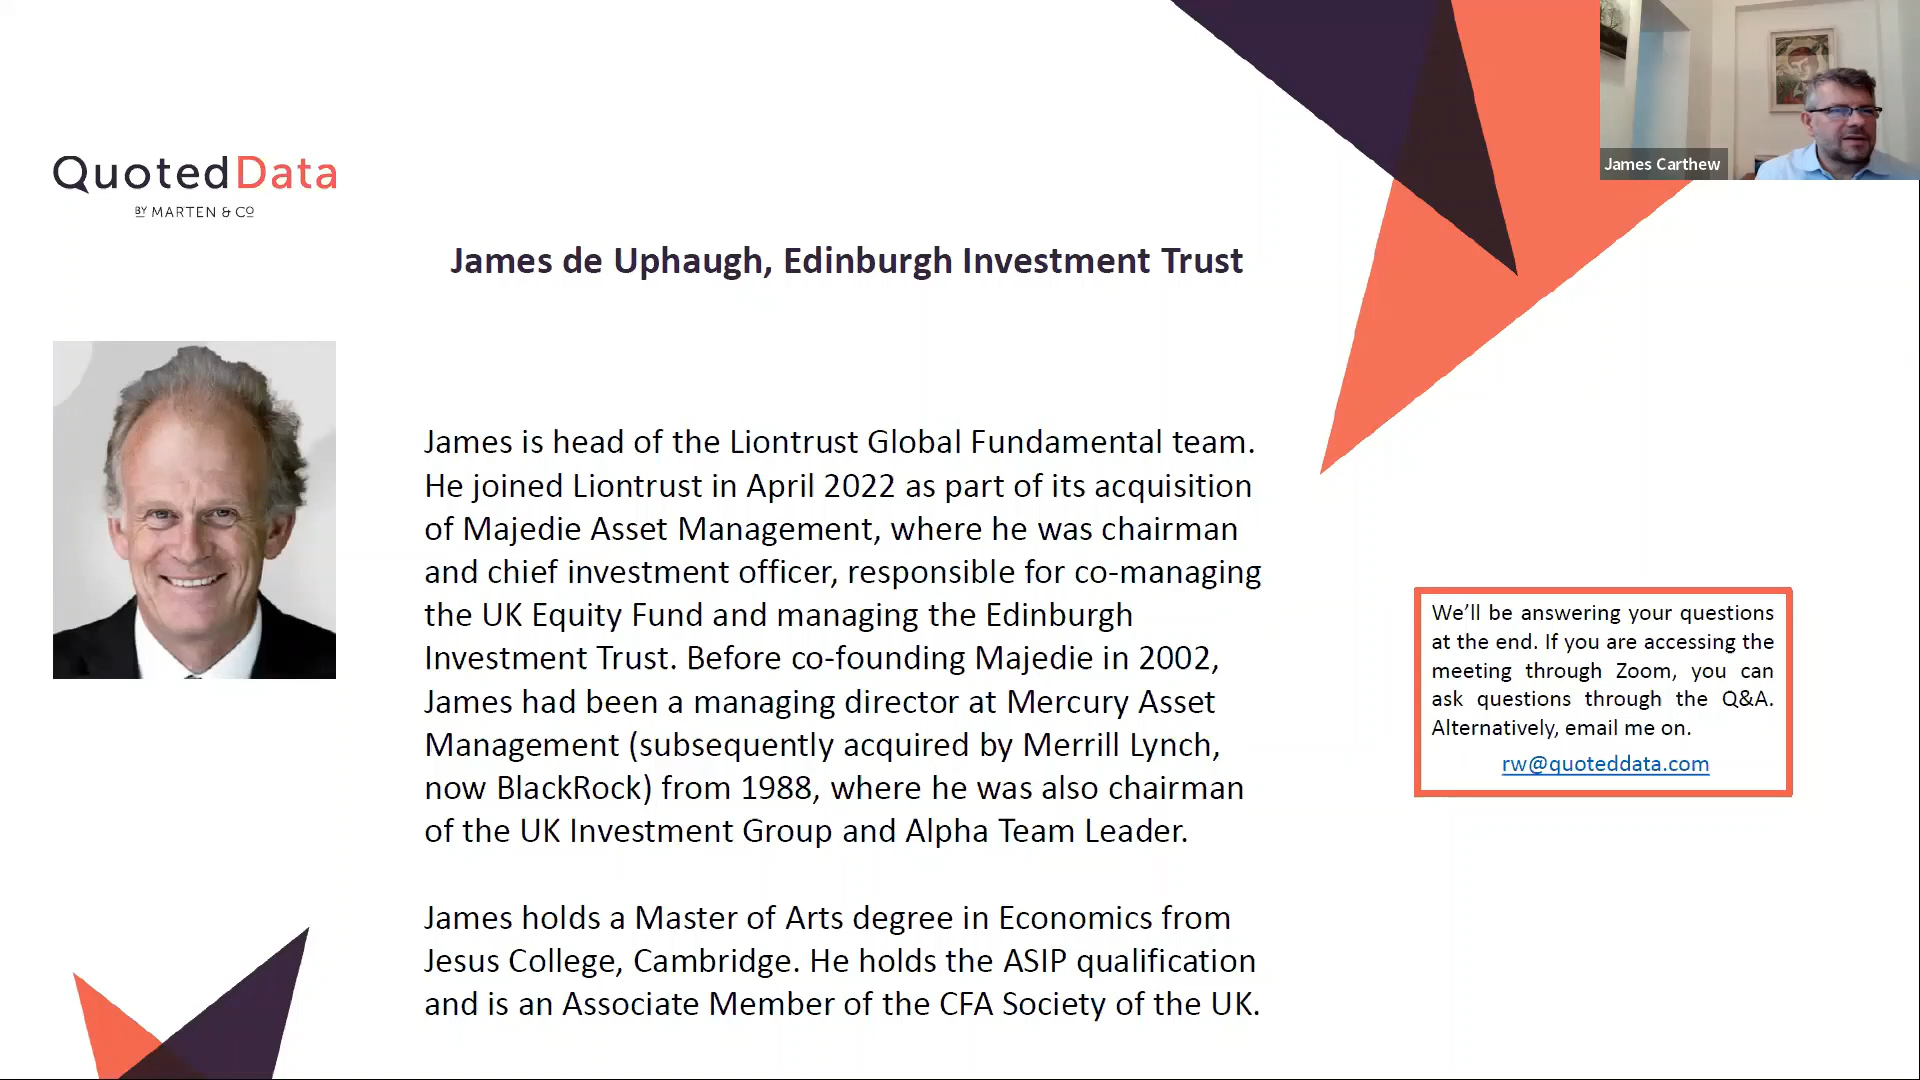 James Carthew
QuotedData
BY MARTEN & CO
James de Uphaugh, Edinburgh Investment Trust
James is head of the Liontrust Global Fundamental team.
He joined Liontrust in April 2022 as part of its acquisition
of Majedie Asset Management, where he was chairman
and chief investment officer, responsible for co-managing
the UK Equity Fund and managing the Edinburgh
Investment Trust. Before co-founding Majedie in 2002,
James had been a managing director at Mercury Asset
Management (subsequently acquired by Merrill Lynch,
now BlackRock) from 1988, where he was also chairman
of the UK Investment Group and Alpha Team Leader.
James holds a Master of Arts degree in Economics from
Jesus College, Cambridge. He holds the ASIP qualification
and is an Associate Member of the CFA Society of the UK.
We'll be answering your questions
at the end. If you are accessing the
meeting through Zoom, you can
ask questions through the Q&A.
Alternatively, email me on.
rw@quoteddata.com